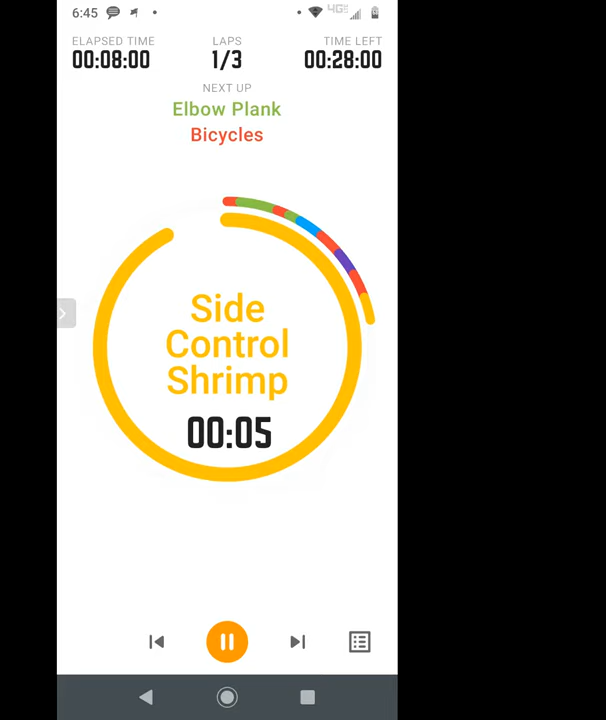 6:45 4G
ELAPSED TIME LAPS TIME LEFT
00:08:00 1/3 00:28:00
NEXT UP
Elbow Plank
Bicycles
Side
Control
Shrimp
00:05